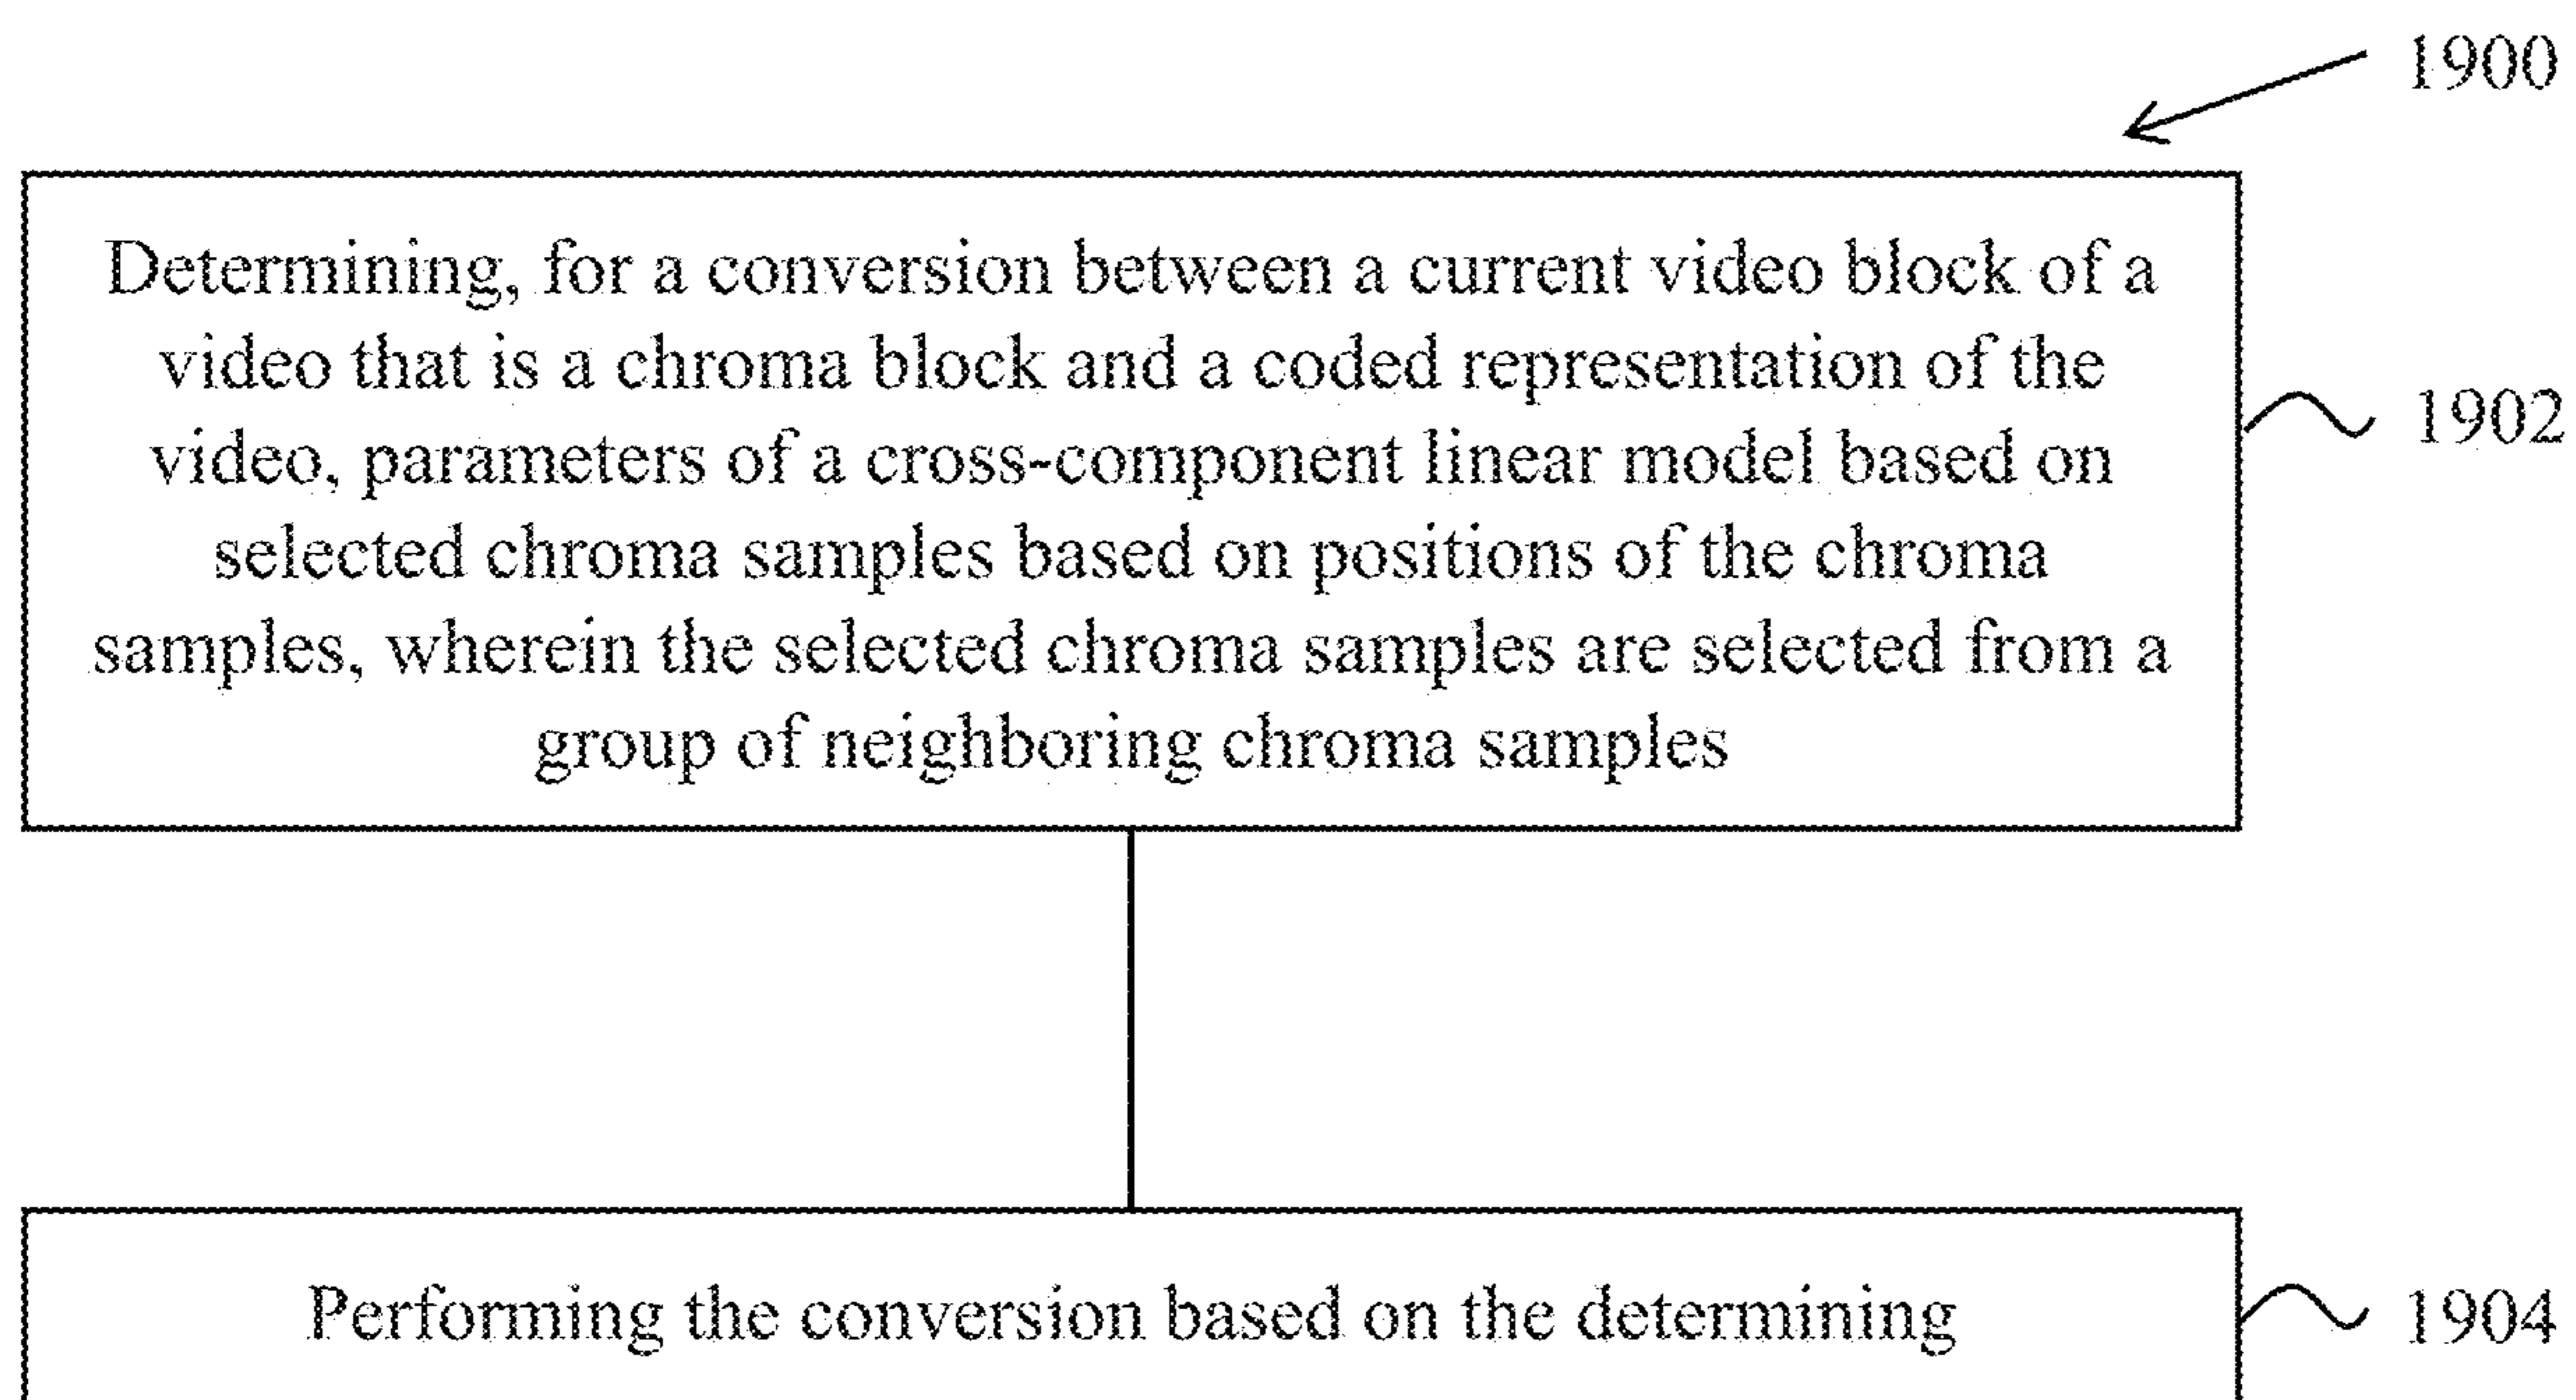 1900
Determining, for a conversion between a current video block of a
video that is a chroma block and a coded representation of the
video, parameters of a cross-component linear model based on
selected chroma samples based on positions of the chroma
samples, wherein the selected chroma samples are selected from a
group of neighboring chroma samples
1902
Performing the conversion based on the determining
1904